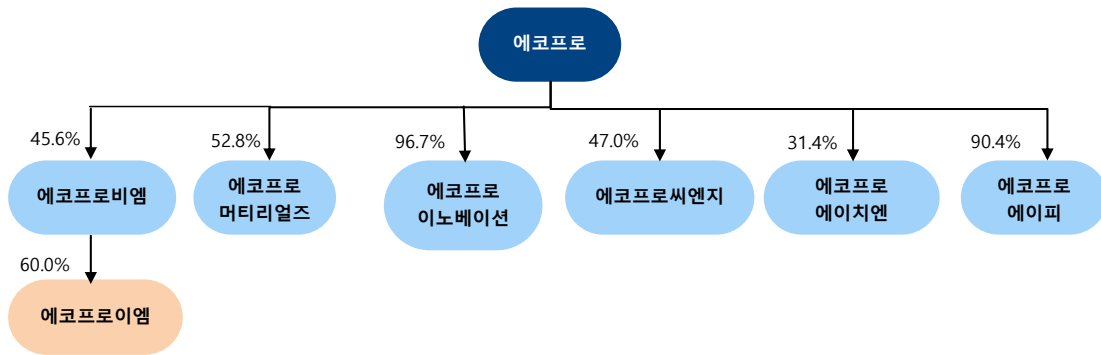 에코프로
45.6%
52.8%
96.7%
47.0%
31.4%
90.4%
에코프로비엠
에코프로
머티리얼즈
에코프로
이노베이션
에코프로씨엔지
에코프로
에이치엔
에코프로
에이피
60.0%
에코프로이엠